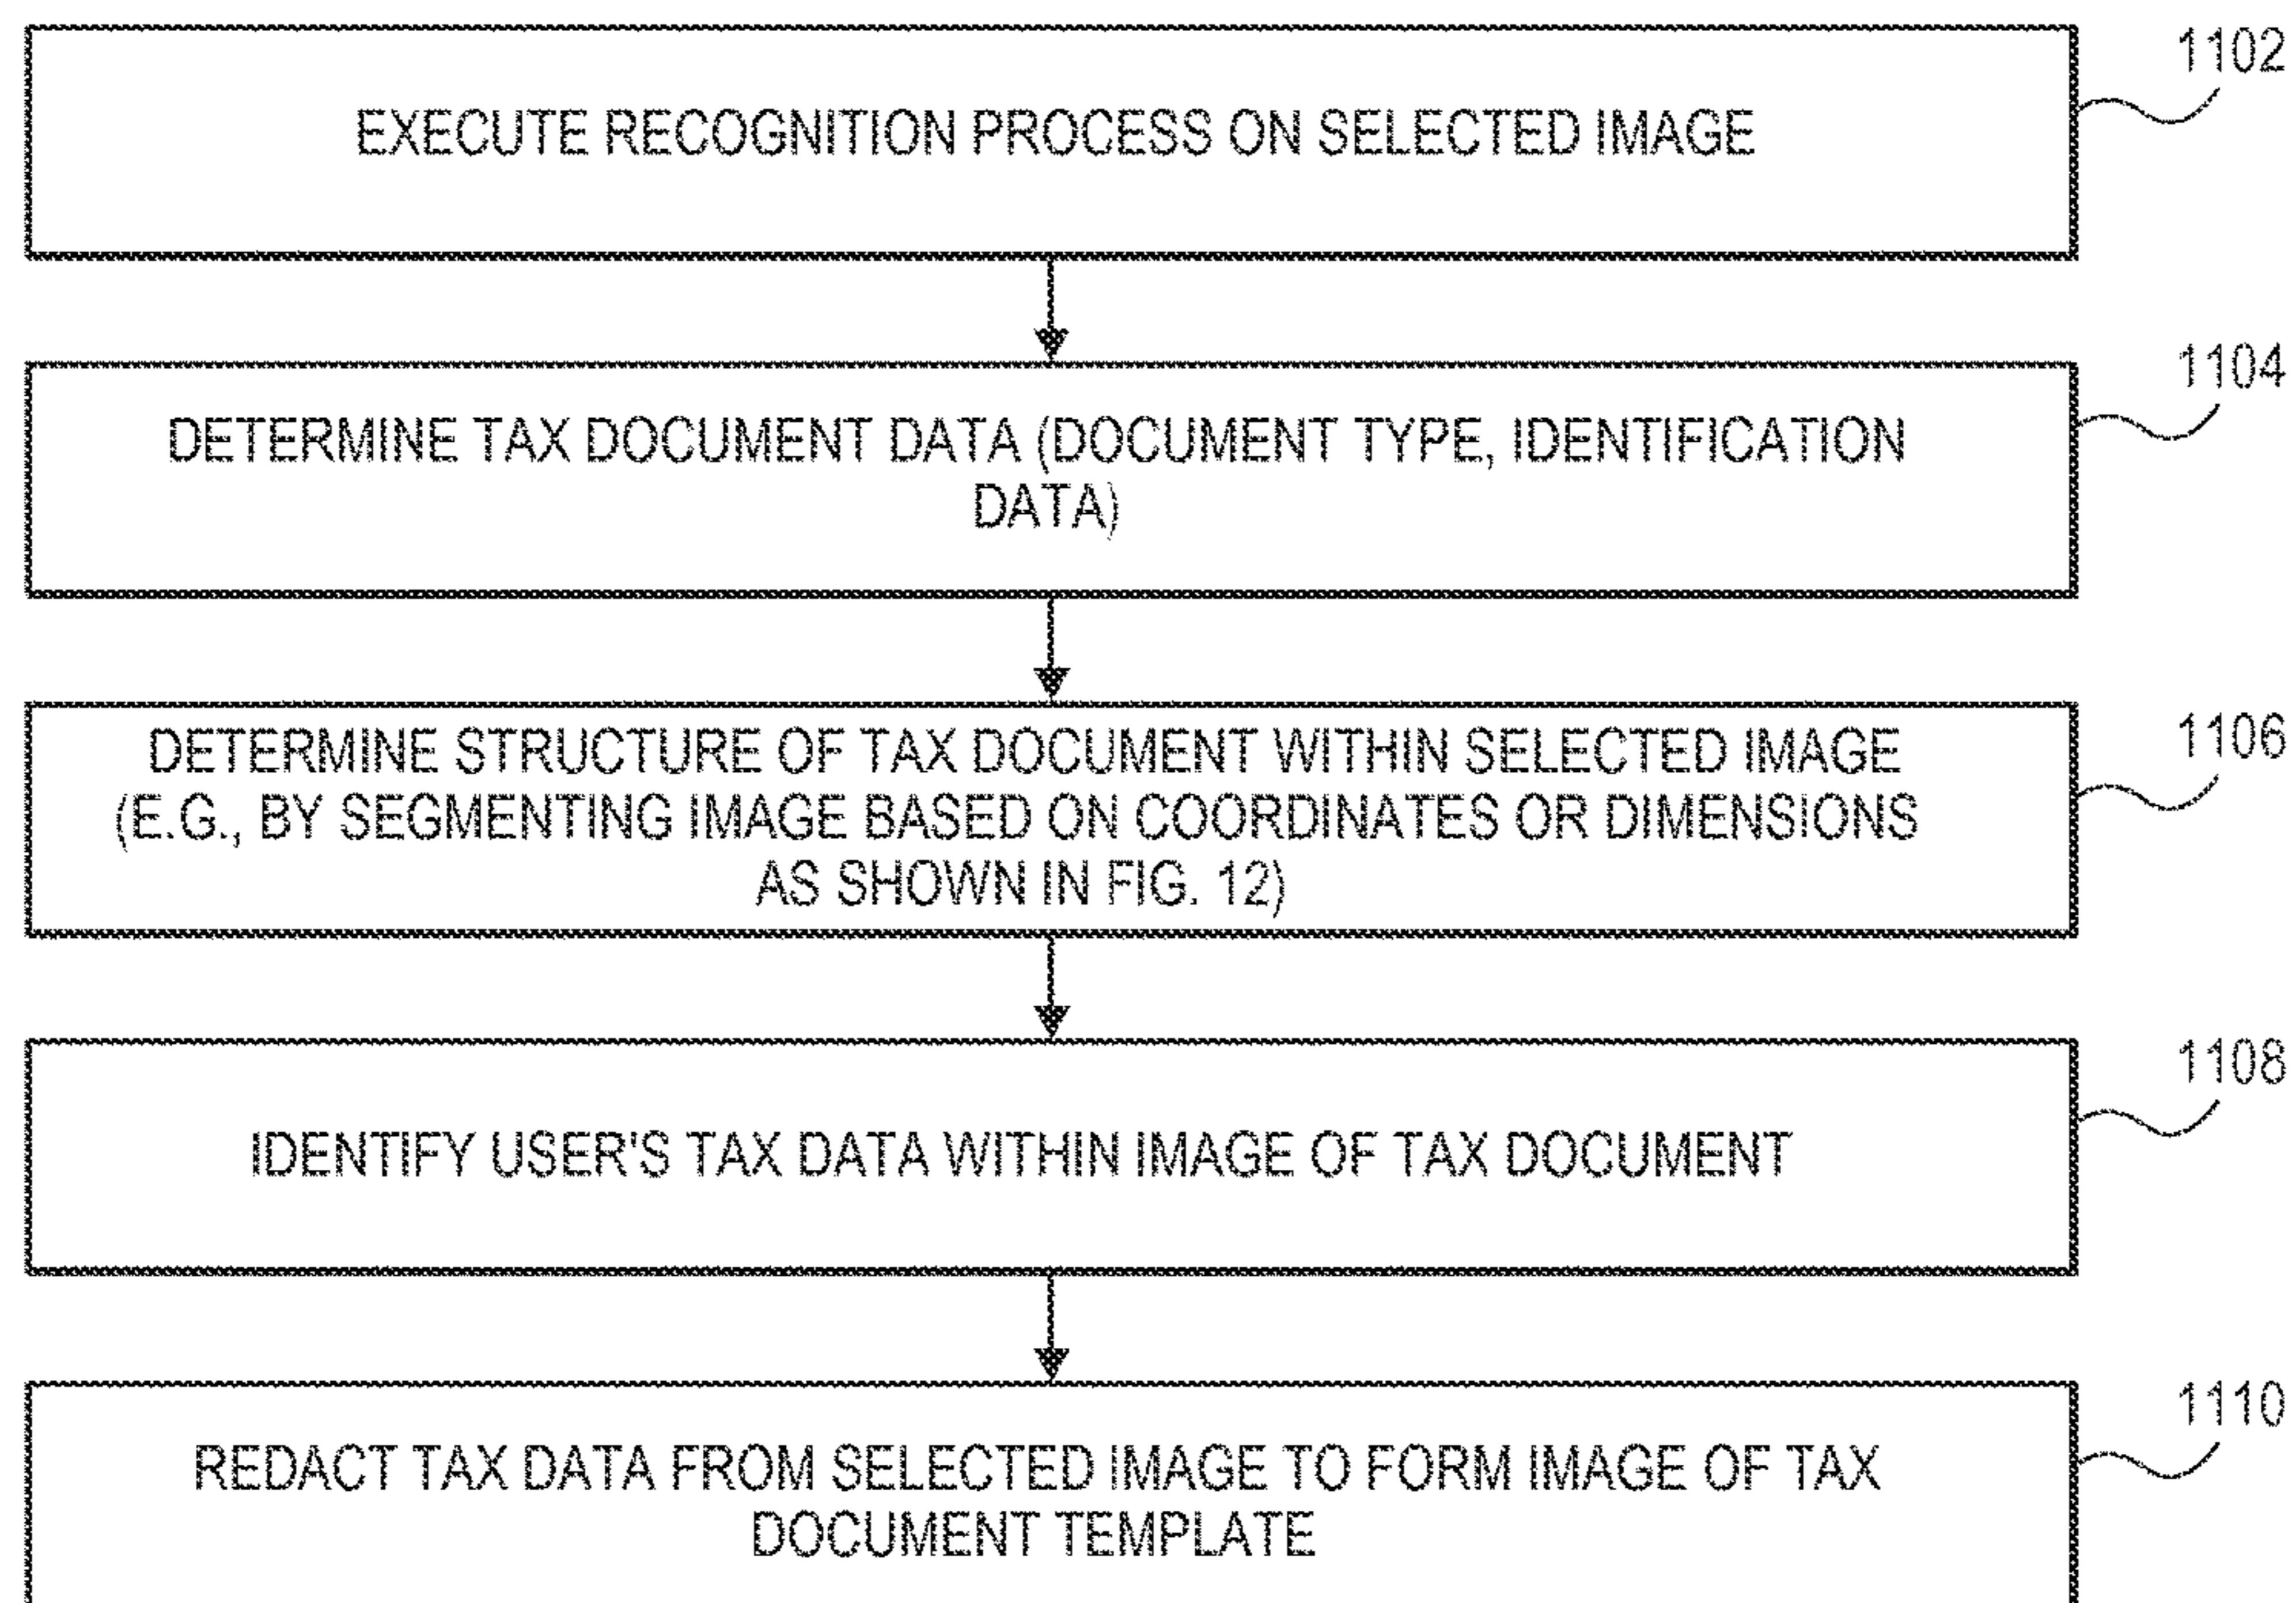 1102
EXECUTE RECOGNITION PROCESS ON SELECTED IMAGE
1104
DETERMINE TAX DOCUMENT DATA (DOCUMENT TYPE, IDENTIFICATION
DATA)
1106
DETERMINE STRUCTURE OF TAX DOCUMENT WITHIN SELECTED IMAGE
(E.G., BY SEGMENTING IMAGE BASED ON COORDINATES OR DIMENSIONS
AS SHOWN IN FIG. 12)
1108
IDENTIFY USER'S TAX DATA WITHIN IMAGE OF TAX DOCUMENT
1110
REDACT TAX DATA FROM SELECTED IMAGE TO FORM IMAGE OF TAX
DOCUMENT TEMPLATE